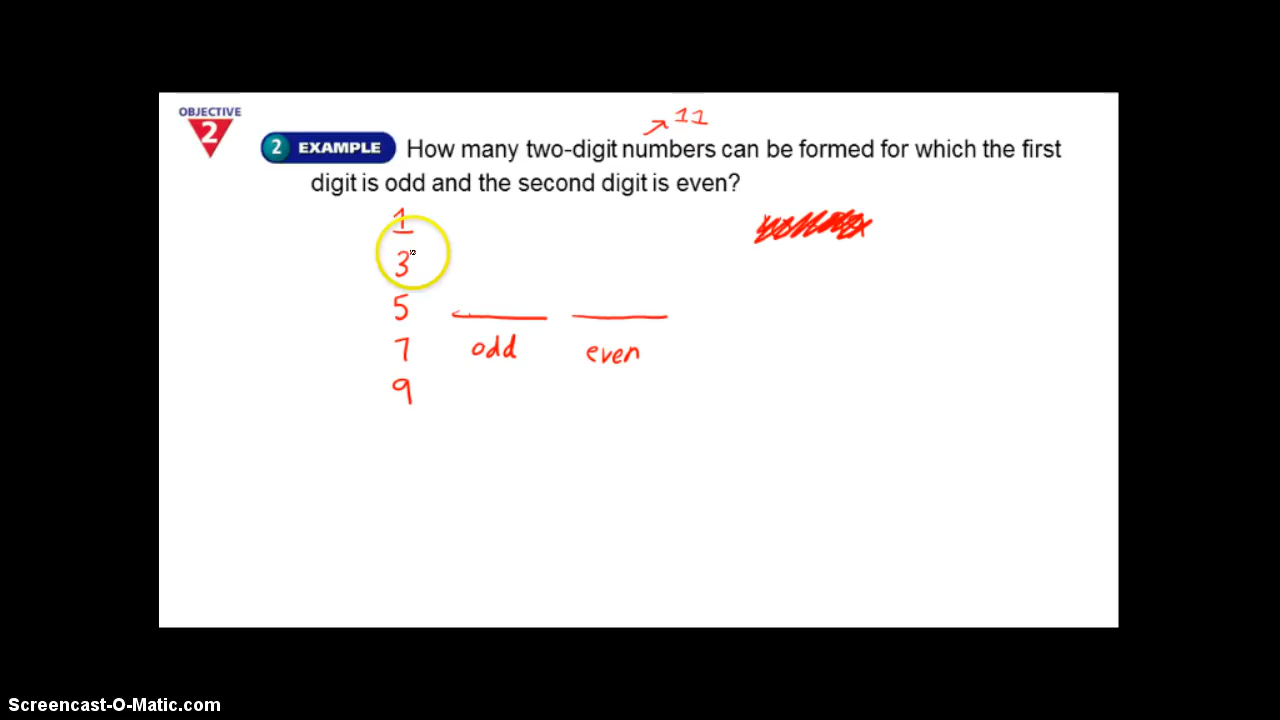 OBJECTIVE
2
11
2 EXAMPLE How many two-digit numbers can be formed for which the first
digit is odd and the second digit is even?
1
3
5
7
odd even
9
Screencast-O-Matic.com